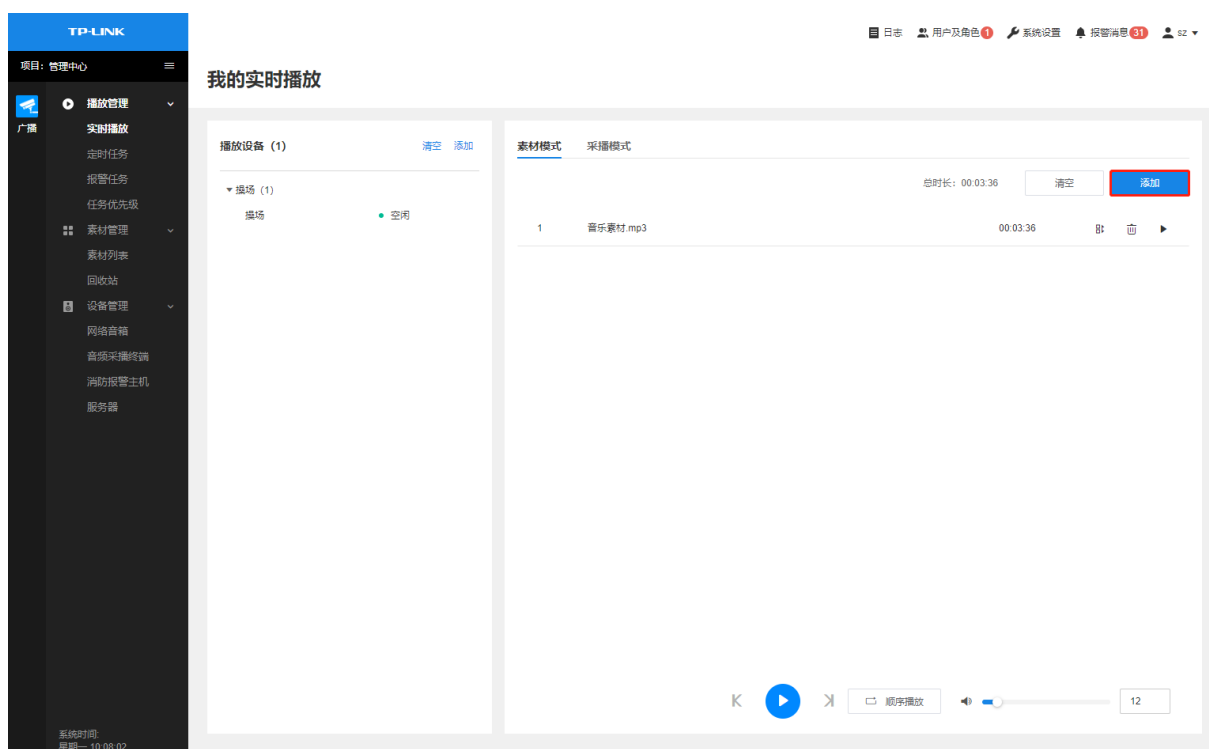 TP-LINK
日志 用户及角色 1 系统设置 报警消息 31 sz
项目: 管理中心
我的实时播放
广播
播放管理
实时播放
定时任务
报警任务
任务优先级
素材管理
素材列表
回收站
设备管理
网络音箱
音频采播终端
消防报警主机
服务器
系统时间:
星期一 10:08:02
播放设备 (1) 清空 添加
操场 (1)
操场 空闲
素材模式 采播模式
总时长: 00:03:36 清空 添加
1 音乐素材.mp3 00:03:36
顺序播放 12